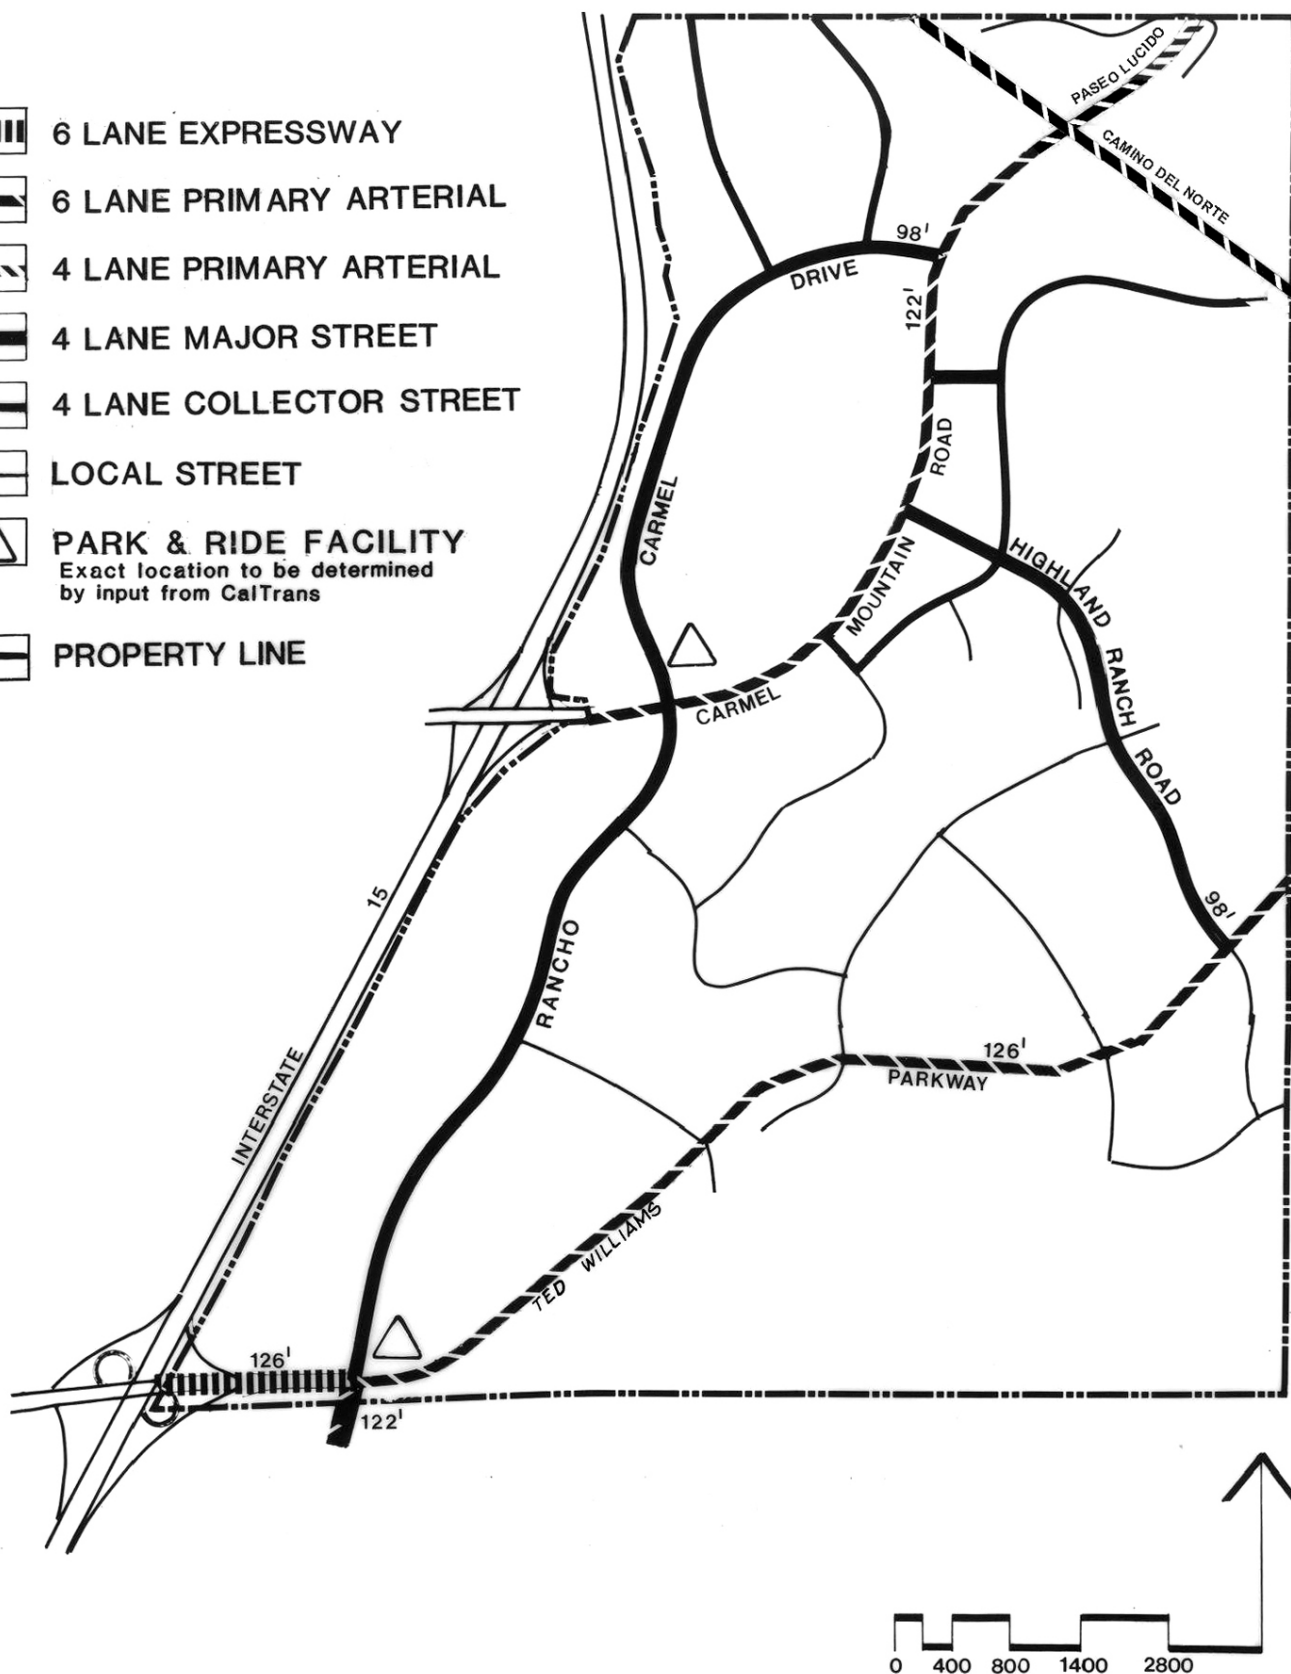 6 LANE EXPRESSWAY
6 LANE PRIMARY ARTERIAL
4 LANE PRIMARY ARTERIAL
4 LANE MAJOR STREET
4 LANE COLLECTOR STREET
LOCAL STREET
PARK & RIDE FACILITY
Exact location to be determined
by input from CalTrans
PROPERTY LINE
PASEO LUCIDO
CAMINO DEL NORTE
98'
DRIVE
122'
ROAD
CARMEL
MOUNTAIN
HIGHLAND
RANCH
ROAD
CARMEL
15
98'
RANCHO
INTERSTATE
126'
PARKWAY
TED WILLIAMS
126'
122'
0 400 800 1400 2800